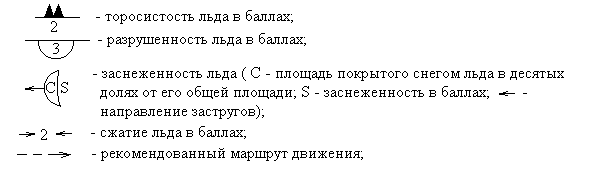 2 - торосистость льда в баллах;
3 - разрушенность льда в баллах;
C S - заснеженность льда ( С - площадь покрытого снегом льда в десятых
долях от его общей площади; S - заснеженность в баллах; ← -
направление застругов);
→ 2 ← - сжатие льда в баллах;
- рекомендованный маршрут движения;